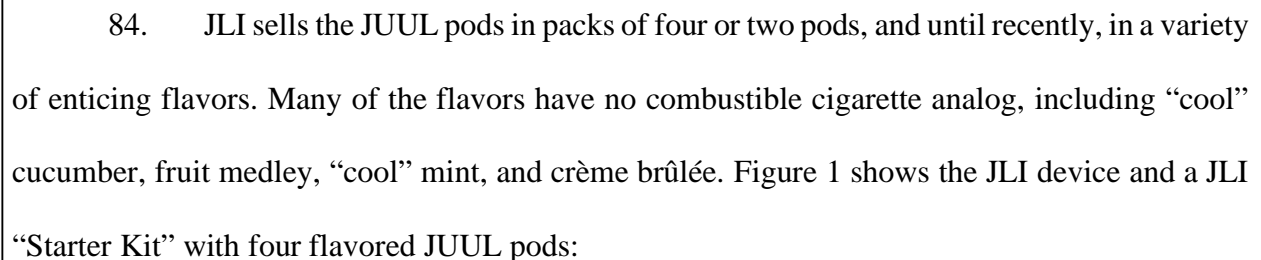 84. JLI sells the JUUL pods in packs of four or two pods, and until recently, in a variety
of enticing flavors. Many of the flavors have no combustible cigarette analog, including “cool”
cucumber, fruit medley, “cool” mint, and crème brûlée. Figure 1 shows the JLI device and a JLI
“Starter Kit” with four flavored JUUL pods: